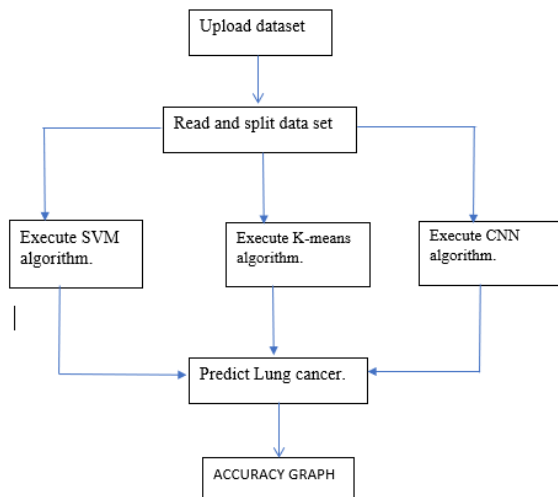 Upload dataset
Read and split data set
Execute SVM
algorithm.
Execute K-means
algorithm.
Execute CNN
algorithm.
Predict Lung cancer.
ACCURACY GRAPH